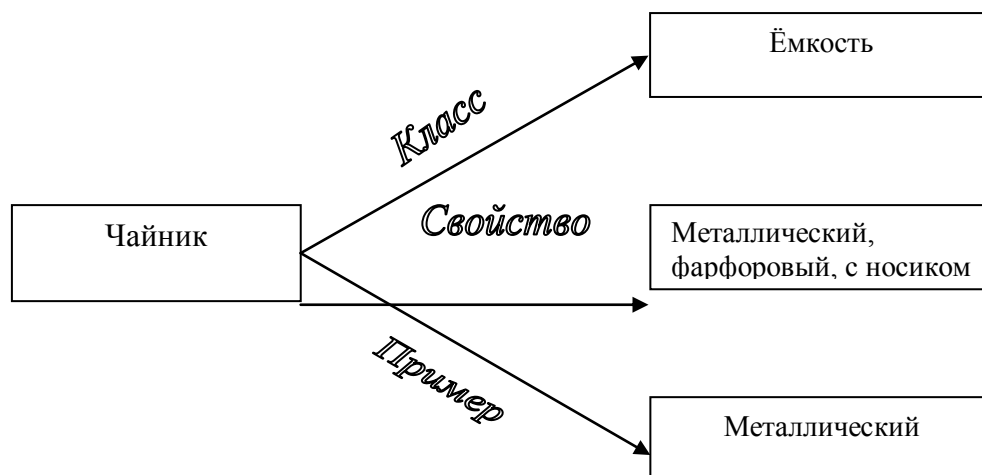 Ёмкость
Класс
Чайник
Свойство
Металлический,
фарфоровый, с носиком
Пример
Металлический